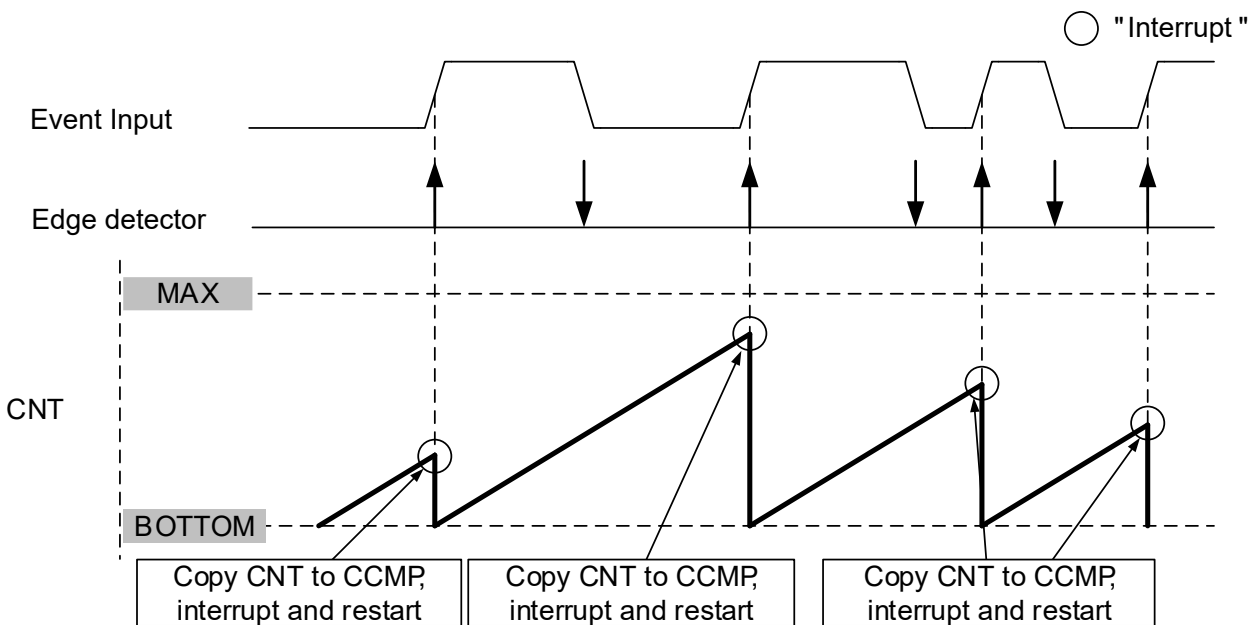 "Interrupt"
Event Input
Edge detector
MAX
CNT
BOTTOM
Copy CNT to CCMP,
interrupt and restart
Copy CNT to CCMP,
interrupt and restart
Copy CNT to CCMP,
interrupt and restart